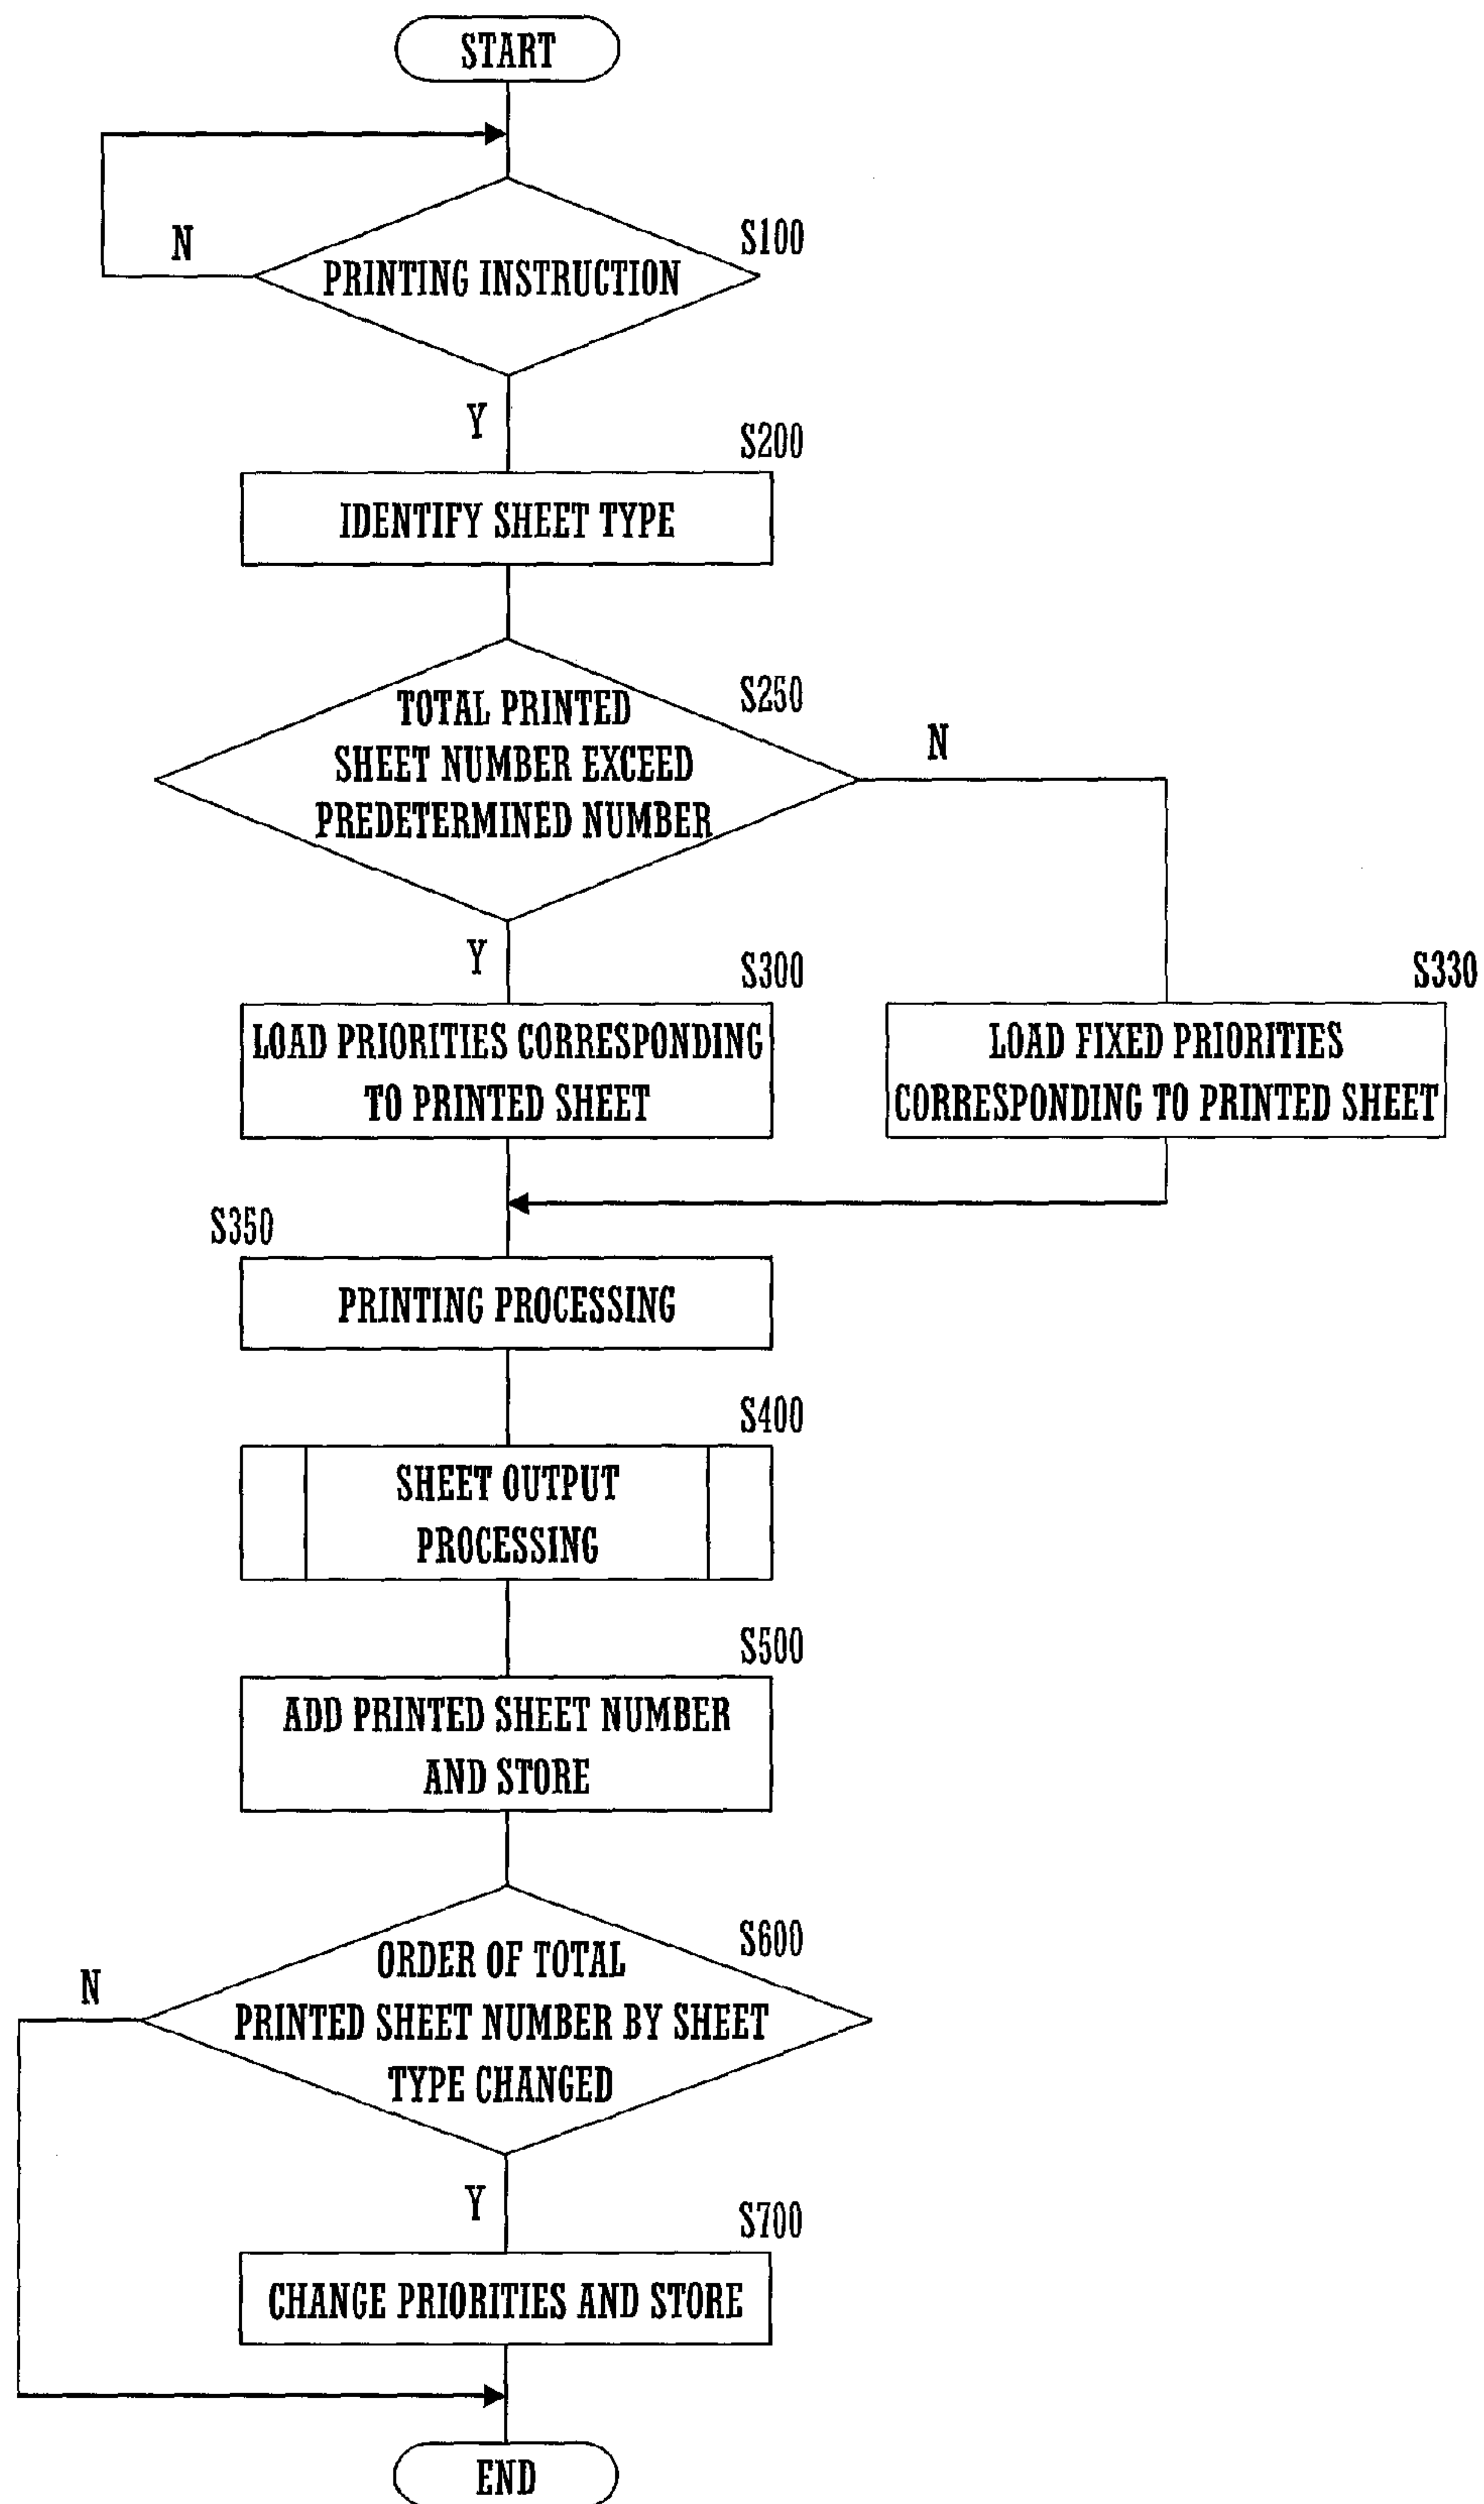 START
N
S100
PRINTING INSTRUCTION
Y
S200
IDENTIFY SHEET TYPE
S250
TOTAL PRINTED
SHEET NUMBER EXCEED
PREDETERMINED NUMBER
N
Y
S300
LOAD PRIORITIES CORRESPONDING
TO PRINTED SHEET
S330
LOAD FIXED PRIORITIES
CORRESPONDING TO PRINTED SHEET
S350
PRINTING PROCESSING
S400
SHEET OUTPUT
PROCESSING
S500
ADD PRINTED SHEET NUMBER
AND STORE
S600
ORDER OF TOTAL
PRINTED SHEET NUMBER BY SHEET
TYPE CHANGED
N
Y
S700
CHANGE PRIORITIES AND STORE
END